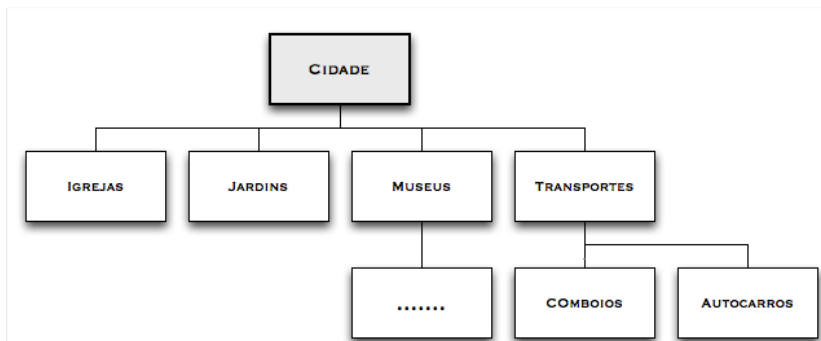 CIDADE
IGREJAS
JARDINS
MUSEUS
TRANSPORTES
.......
COMBOIOS
AUTOCARROS